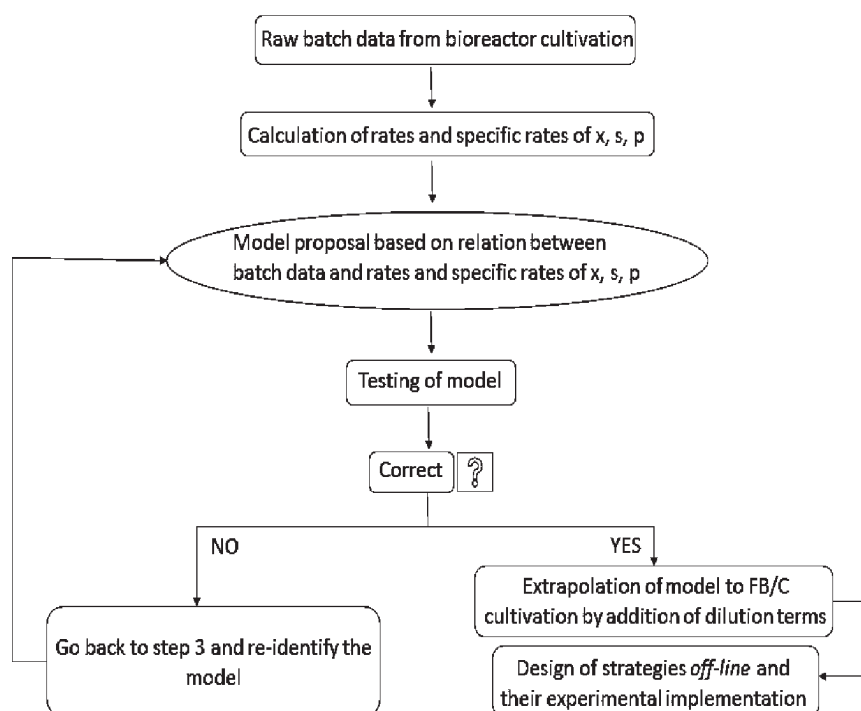 Raw batch data from bioreactor cultivation
Calculation of rates and specific rates of x, s, p
Model proposal based on relation between
batch data and rates and specific rates of x, s, p
Testing of model
Correct ?
NO
YES
Go back to step 3 and re-identify the
model
Extrapolation of model to FB/C
cultivation by addition of dilution terms
Design of strategies off-line and
their experimental implementation